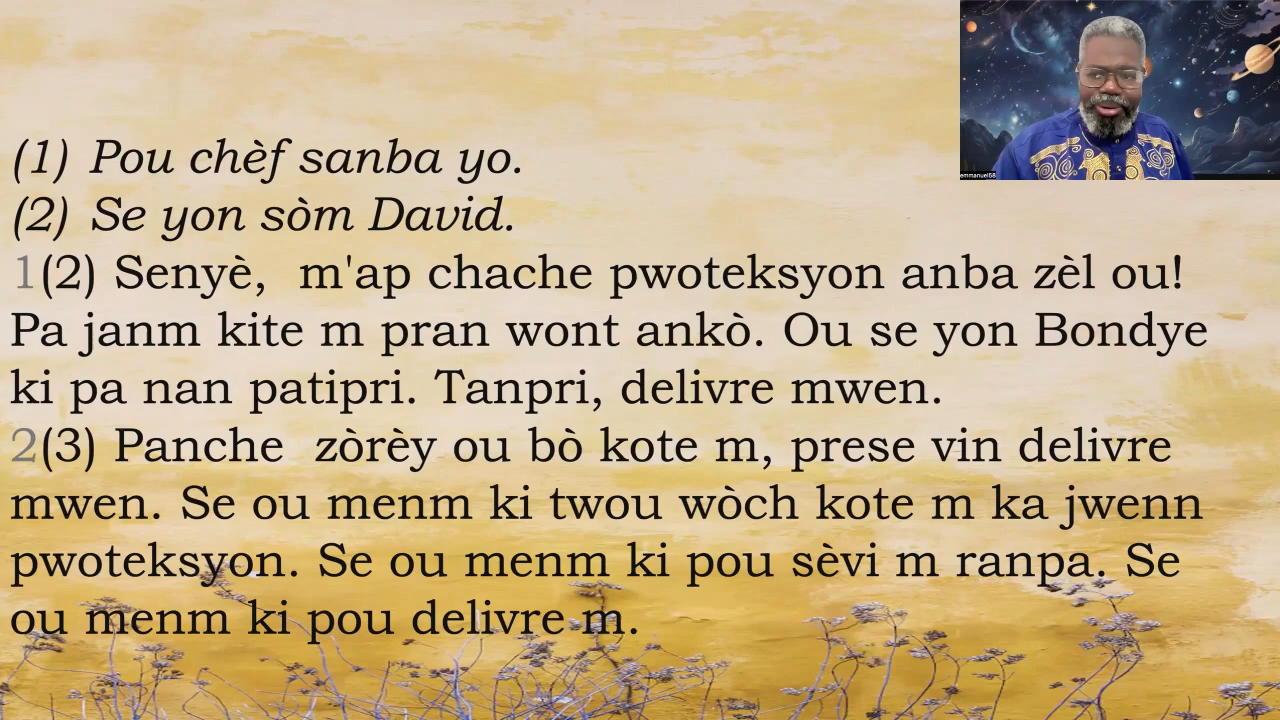 (1) Pou chèf sanba yo.
(2) Se yon sòm David.
1(2) Senyè, m'ap chache pwoteksyon anba zèl ou!
Pa janm kite m pran wont ankò. Ou se yon Bondye
ki pa nan patipri. Tanpri, delivre mwen.
2(3) Panche zòrèy ou bò kote m, prese vin delivre
mwen. Se ou menm ki twou wòch kote m ka jwenn
pwoteksyon. Se ou menm ki pou sèvi m ranpa. Se
ou menm ki pou delivre m.
emmanuel58